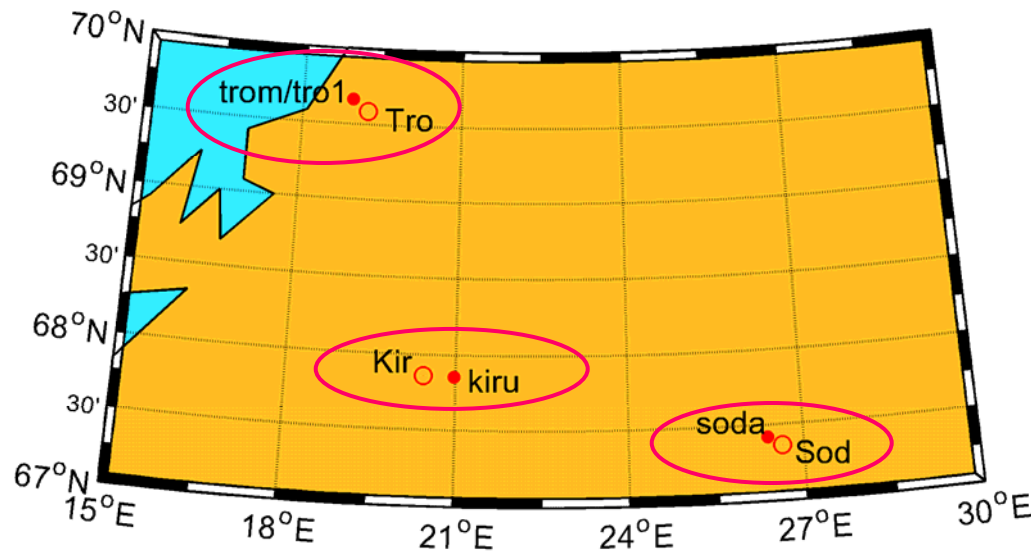 70°N
trom/tro1
30'
Tro
69°N
30'
68°N
Kir
kiru
30'
soda
Sod
67°N
15°E
18°E
21°E
24°E
27°E
30°E